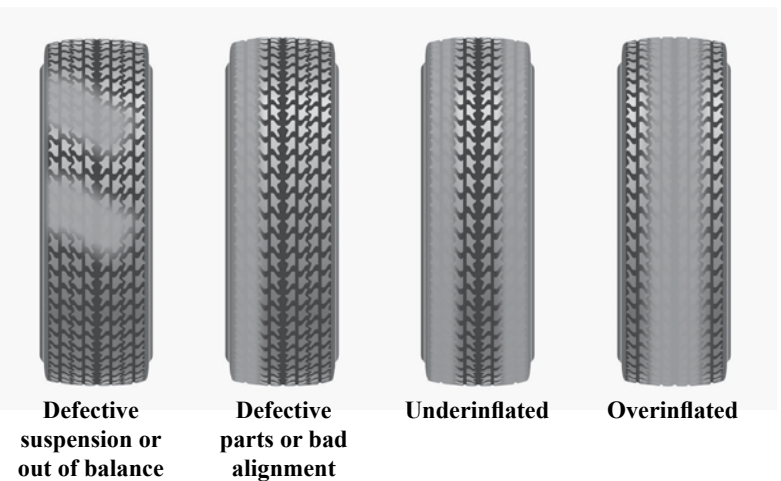 Defective
suspension or
out of balance
Defective
parts or bad
alignment
Underinflated
Overinflated